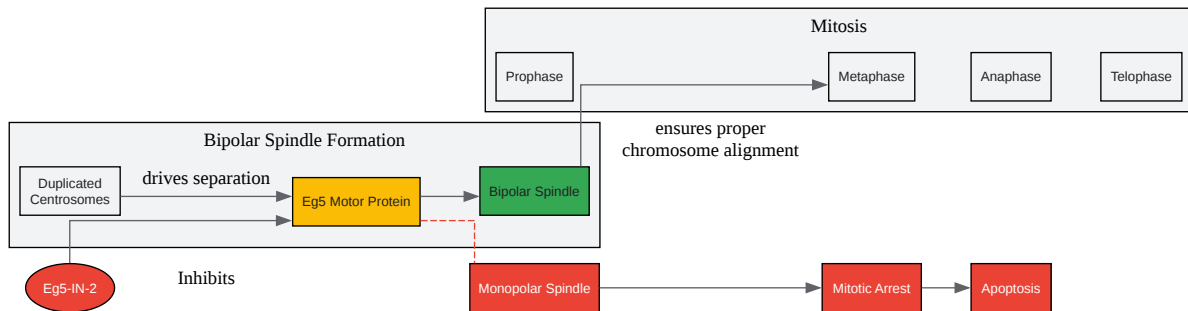 Mitosis
Prophase
Metaphase
Anaphase
Telophase
ensures proper
chromosome alignment
Bipolar Spindle Formation
Duplicated
Centrosomes
drives separation
Eg5 Motor Protein
Bipolar Spindle
Eg5-IN-2
Inhibits
Monopolar Spindle
Mitotic Arrest
Apoptosis